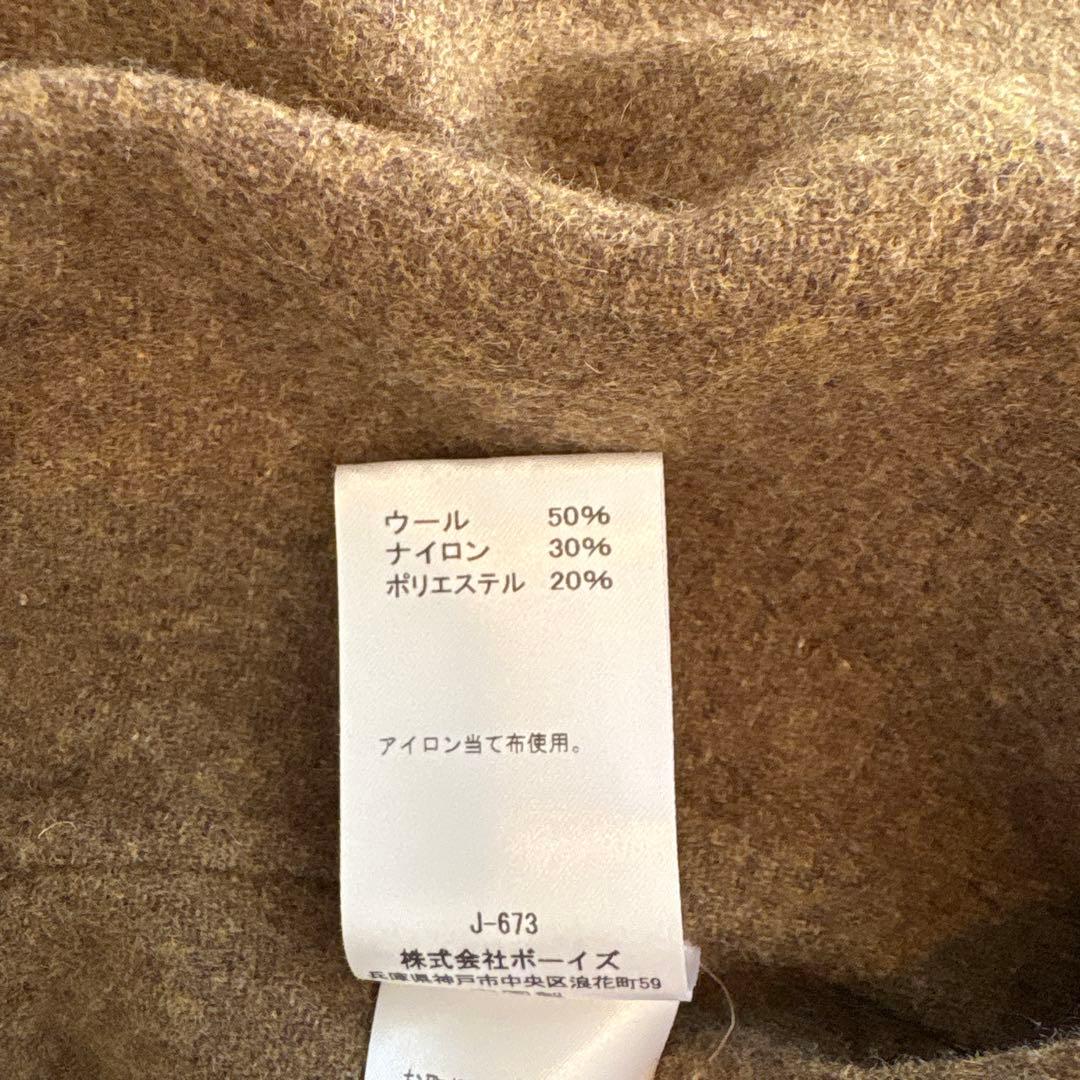 ウール 50%
ナイロン 30%
ポリエステル 20%
アイロン当て布使用。
J-673
株式会社ボーイズ
兵庫県神戸市中央区浪花町59